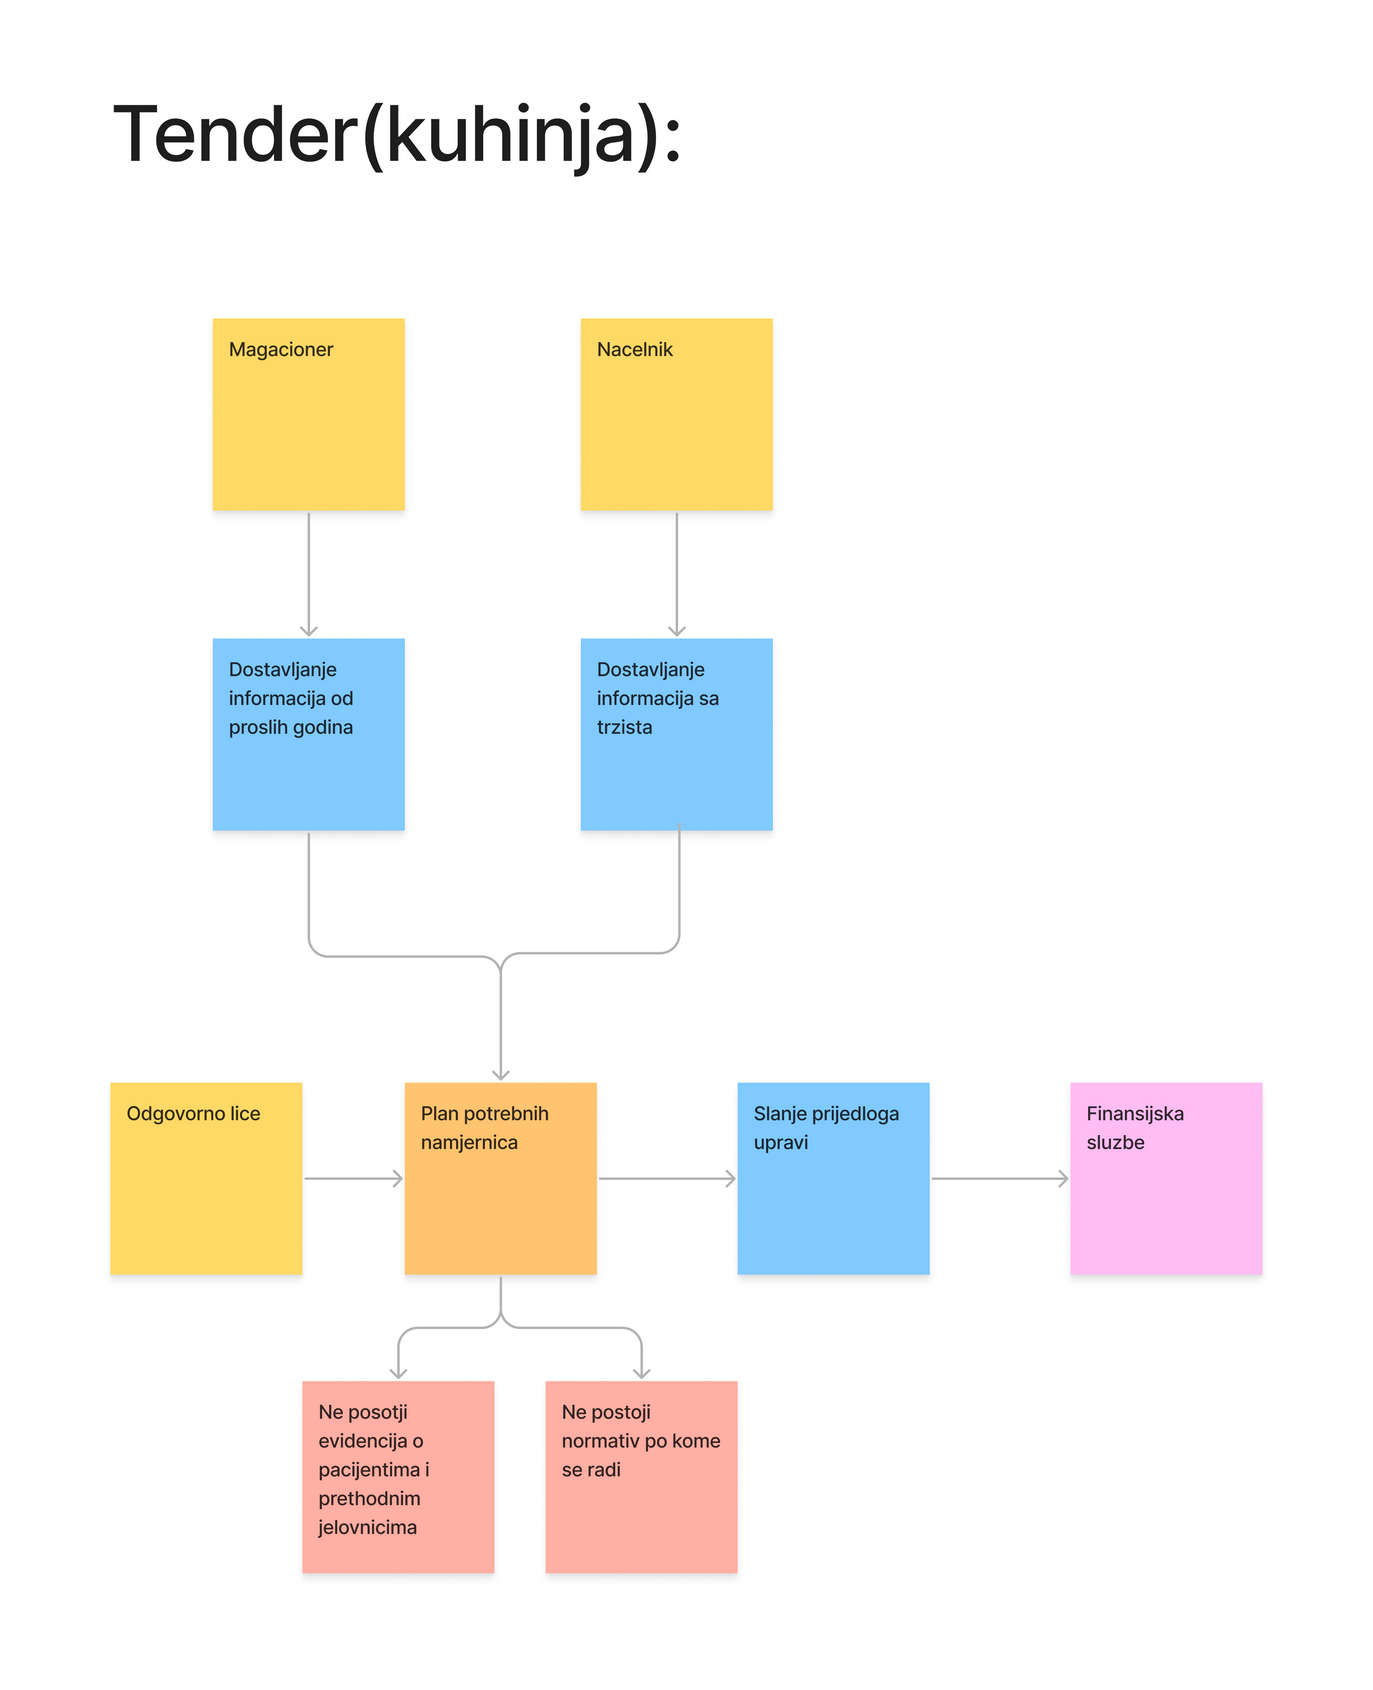 Tender(kuhinja):
Magacioner
Nacelnik
Dostavljanje
informacija od
proslih godina
Dostavljanje
informacija sa
trzista
Odgovorno lice
Plan potrebnih
namjernica
Slanje prijedloga
upravi
Finansijska
sluzbe
Ne posotji
evidencija o
pacijentima i
prethodnim
jelovnicima
Ne postoji
normativ po kome
se radi